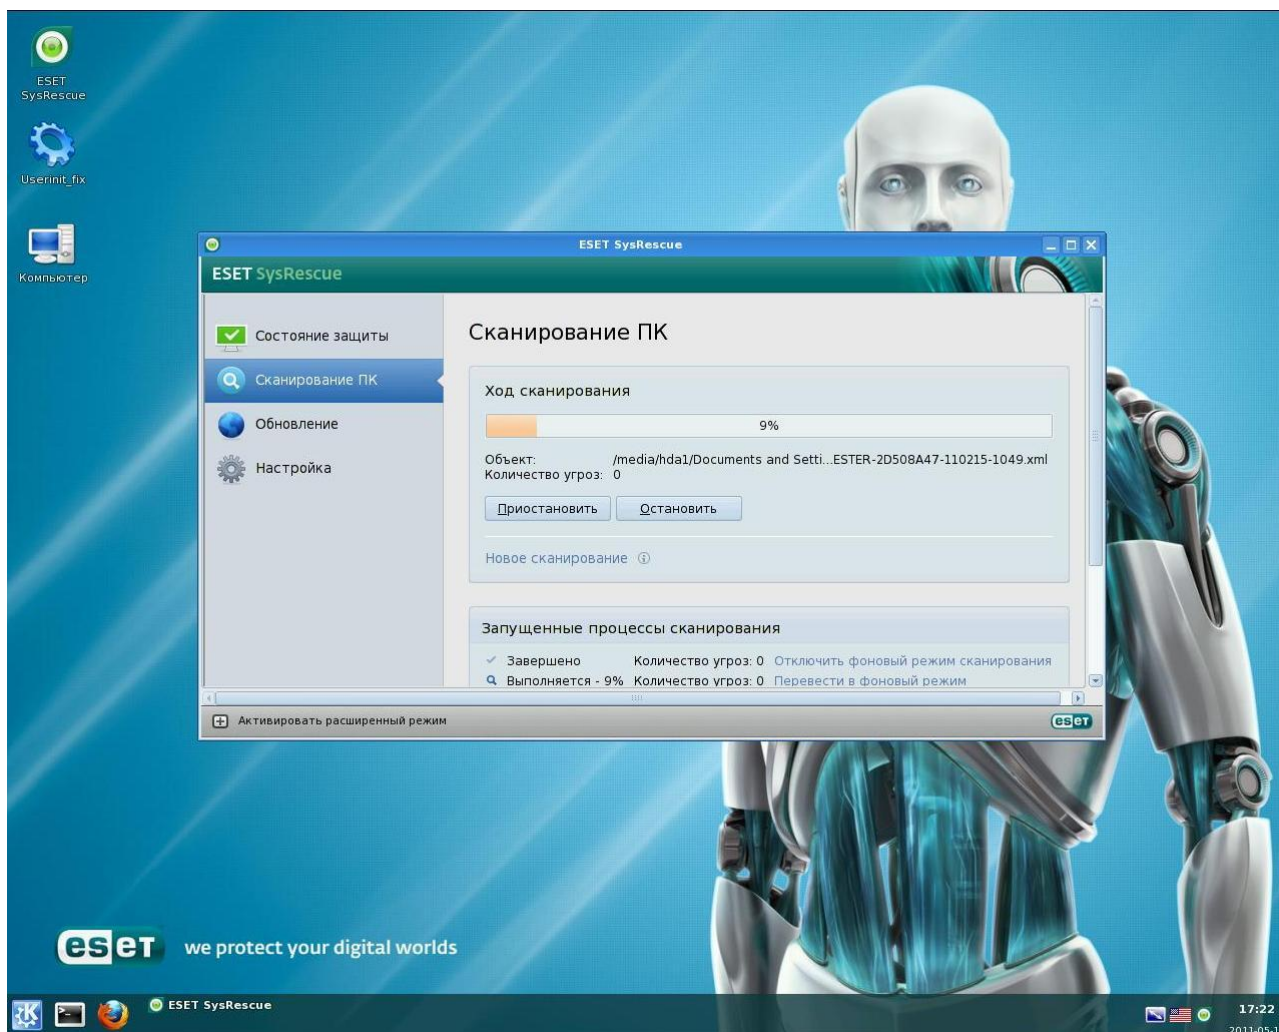 ESET
SysRescue
Userinit_fix
Компьютер
ESET SysRescue
ESET SysRescue
Состояние защиты
Сканирование ПК
Обновление
Настройка
Сканирование ПК
Ход сканирования
9%
Объект: /media/hda1/Documents and Setti...ESTER-2D508A47-110215-1049.xml
Количество угроз: 0
Приостановить Остановить
Новое сканирование
Запущенные процессы сканирования
Завершено Количество угроз: 0 Отключить фоновый режим сканирования
Выполняется - 9% Количество угроз: 0 Перевести в фоновый режим
Активировать расширенный режим
eset
eset we protect your digital worlds
ESET SysRescue
17:22